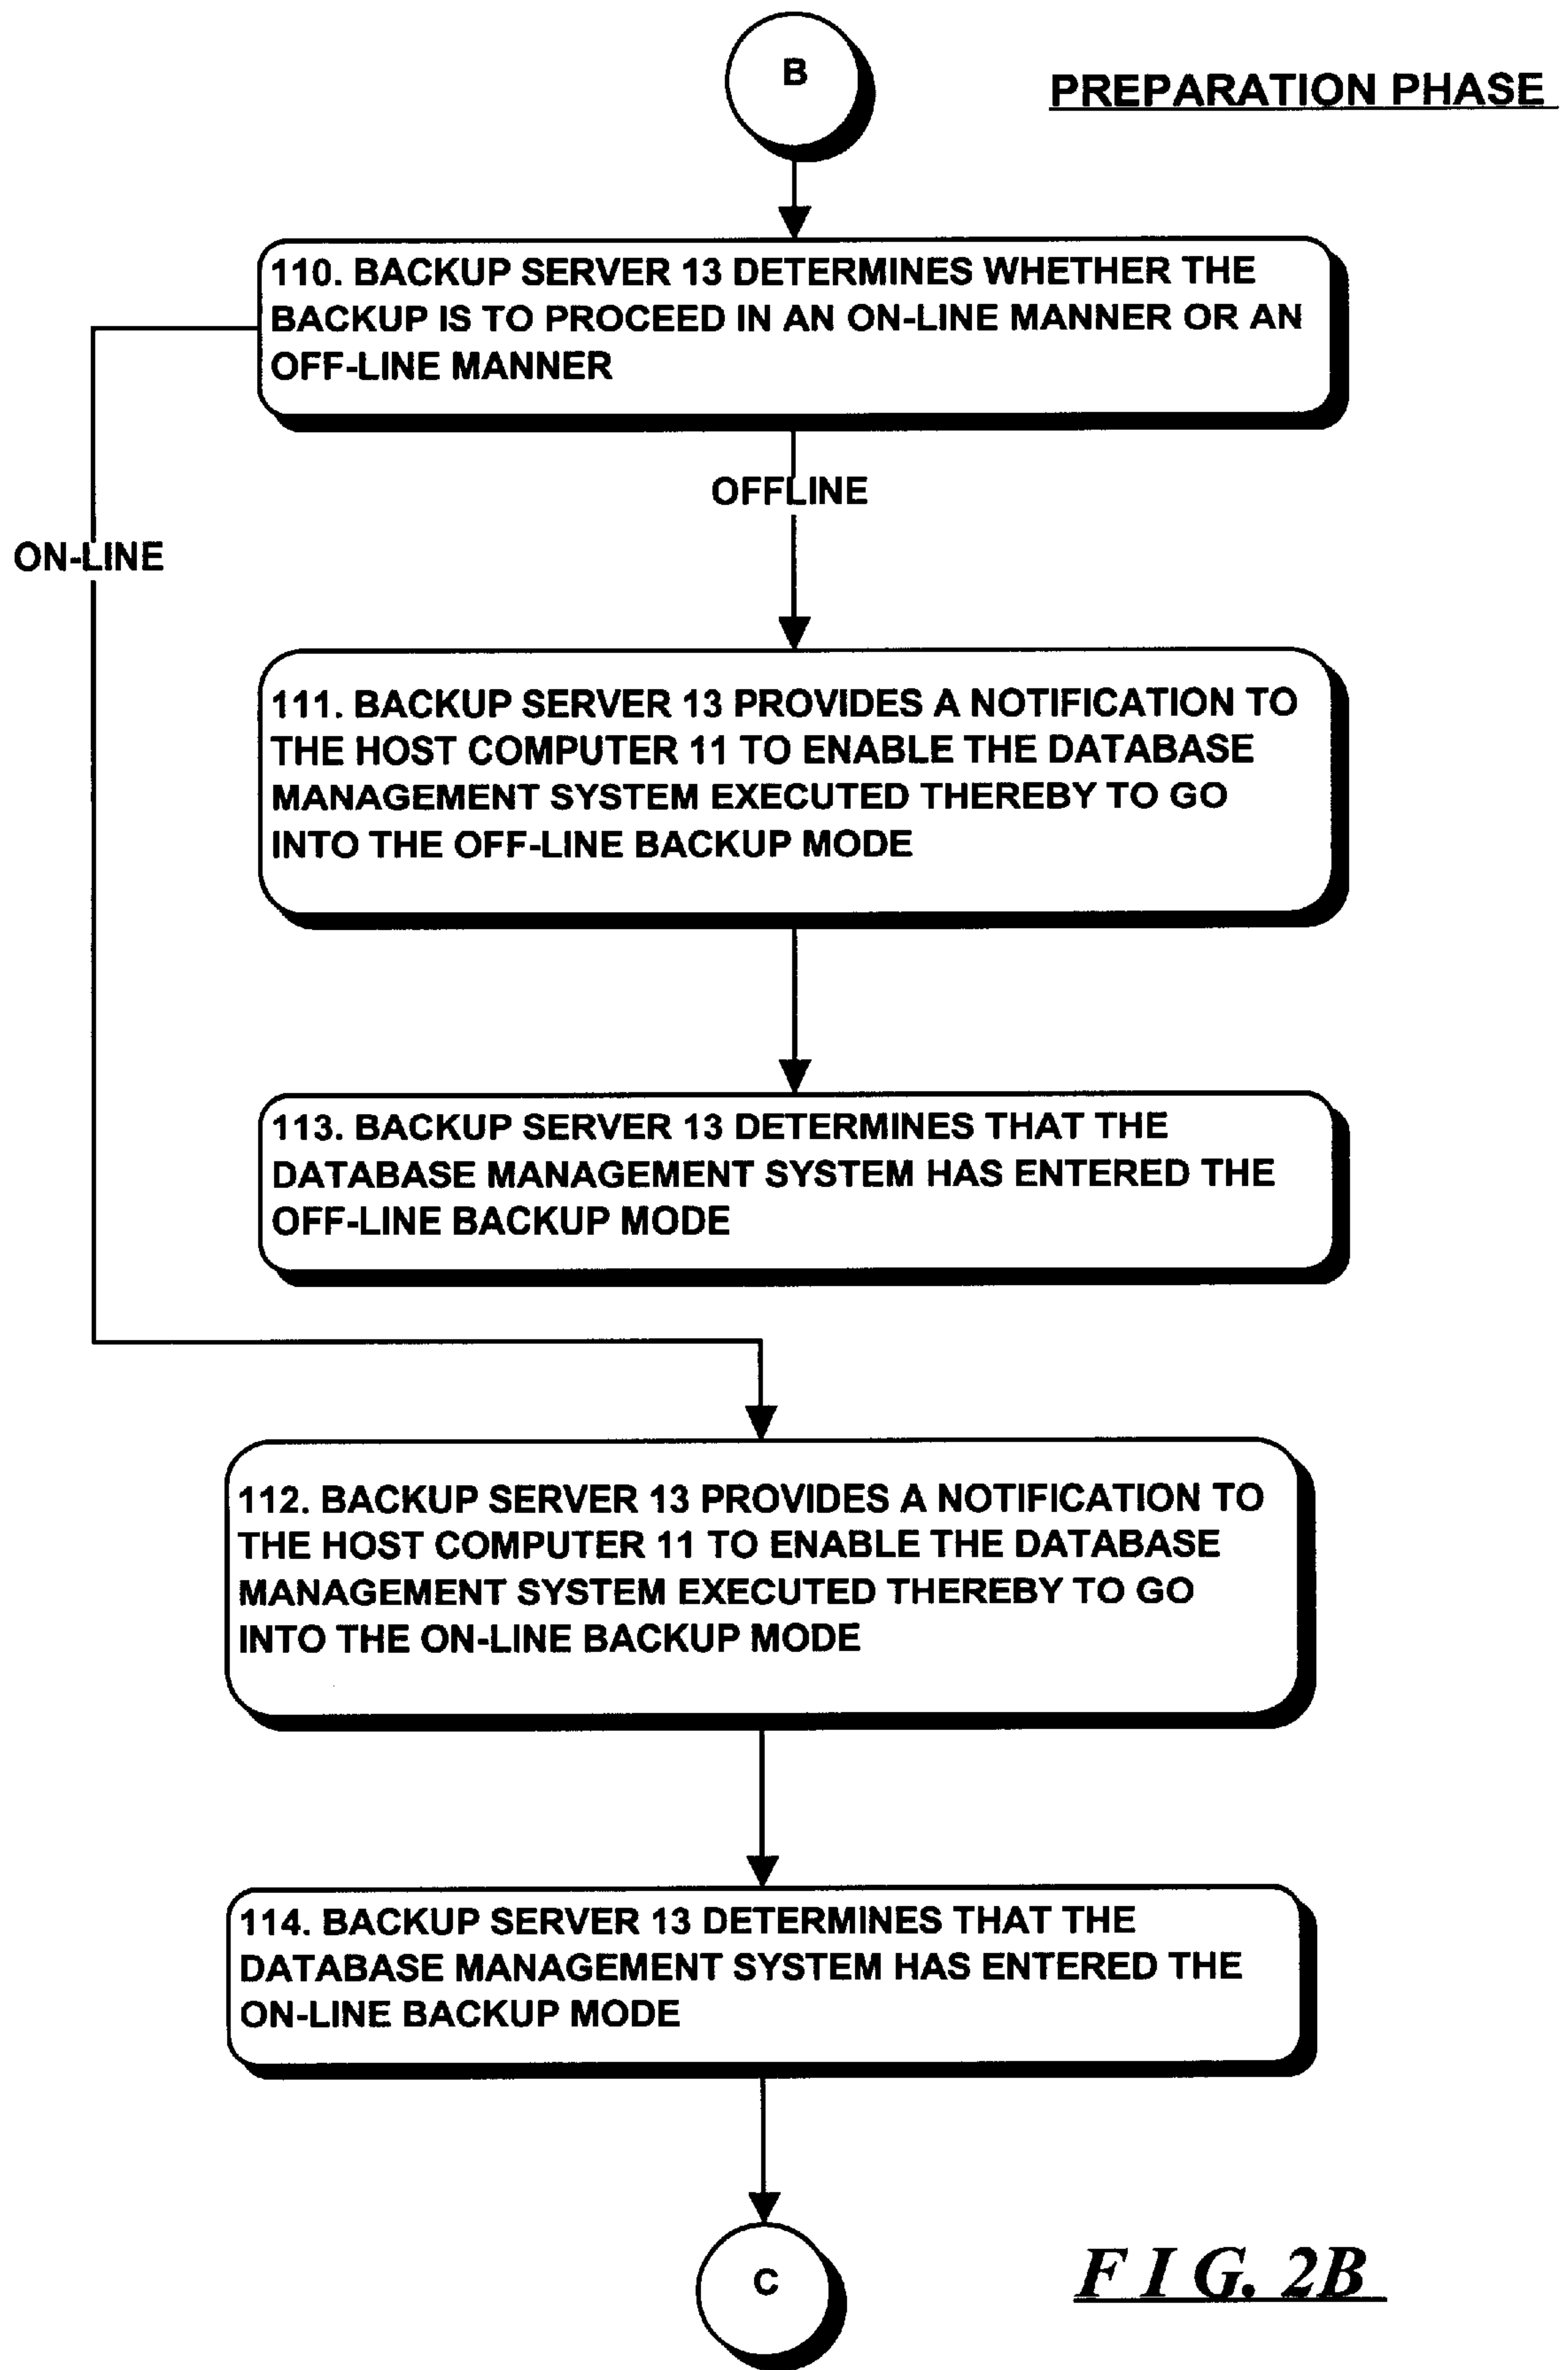 B
PREPARATION PHASE
110. BACKUP SERVER 13 DETERMINES WHETHER THE
BACKUP IS TO PROCEED IN AN ON-LINE MANNER OR AN
OFF-LINE MANNER
OFFLINE
ON-LINE
111. BACKUP SERVER 13 PROVIDES A NOTIFICATION TO
THE HOST COMPUTER 11 TO ENABLE THE DATABASE
MANAGEMENT SYSTEM EXECUTED THEREBY TO GO
INTO THE OFF-LINE BACKUP MODE
113. BACKUP SERVER 13 DETERMINES THAT THE
DATABASE MANAGEMENT SYSTEM HAS ENTERED THE
OFF-LINE BACKUP MODE
112. BACKUP SERVER 13 PROVIDES A NOTIFICATION TO
THE HOST COMPUTER 11 TO ENABLE THE DATABASE
MANAGEMENT SYSTEM EXECUTED THEREBY TO GO
INTO THE ON-LINE BACKUP MODE
114. BACKUP SERVER 13 DETERMINES THAT THE
DATABASE MANAGEMENT SYSTEM HAS ENTERED THE
ON-LINE BACKUP MODE
C
FIG. 2B